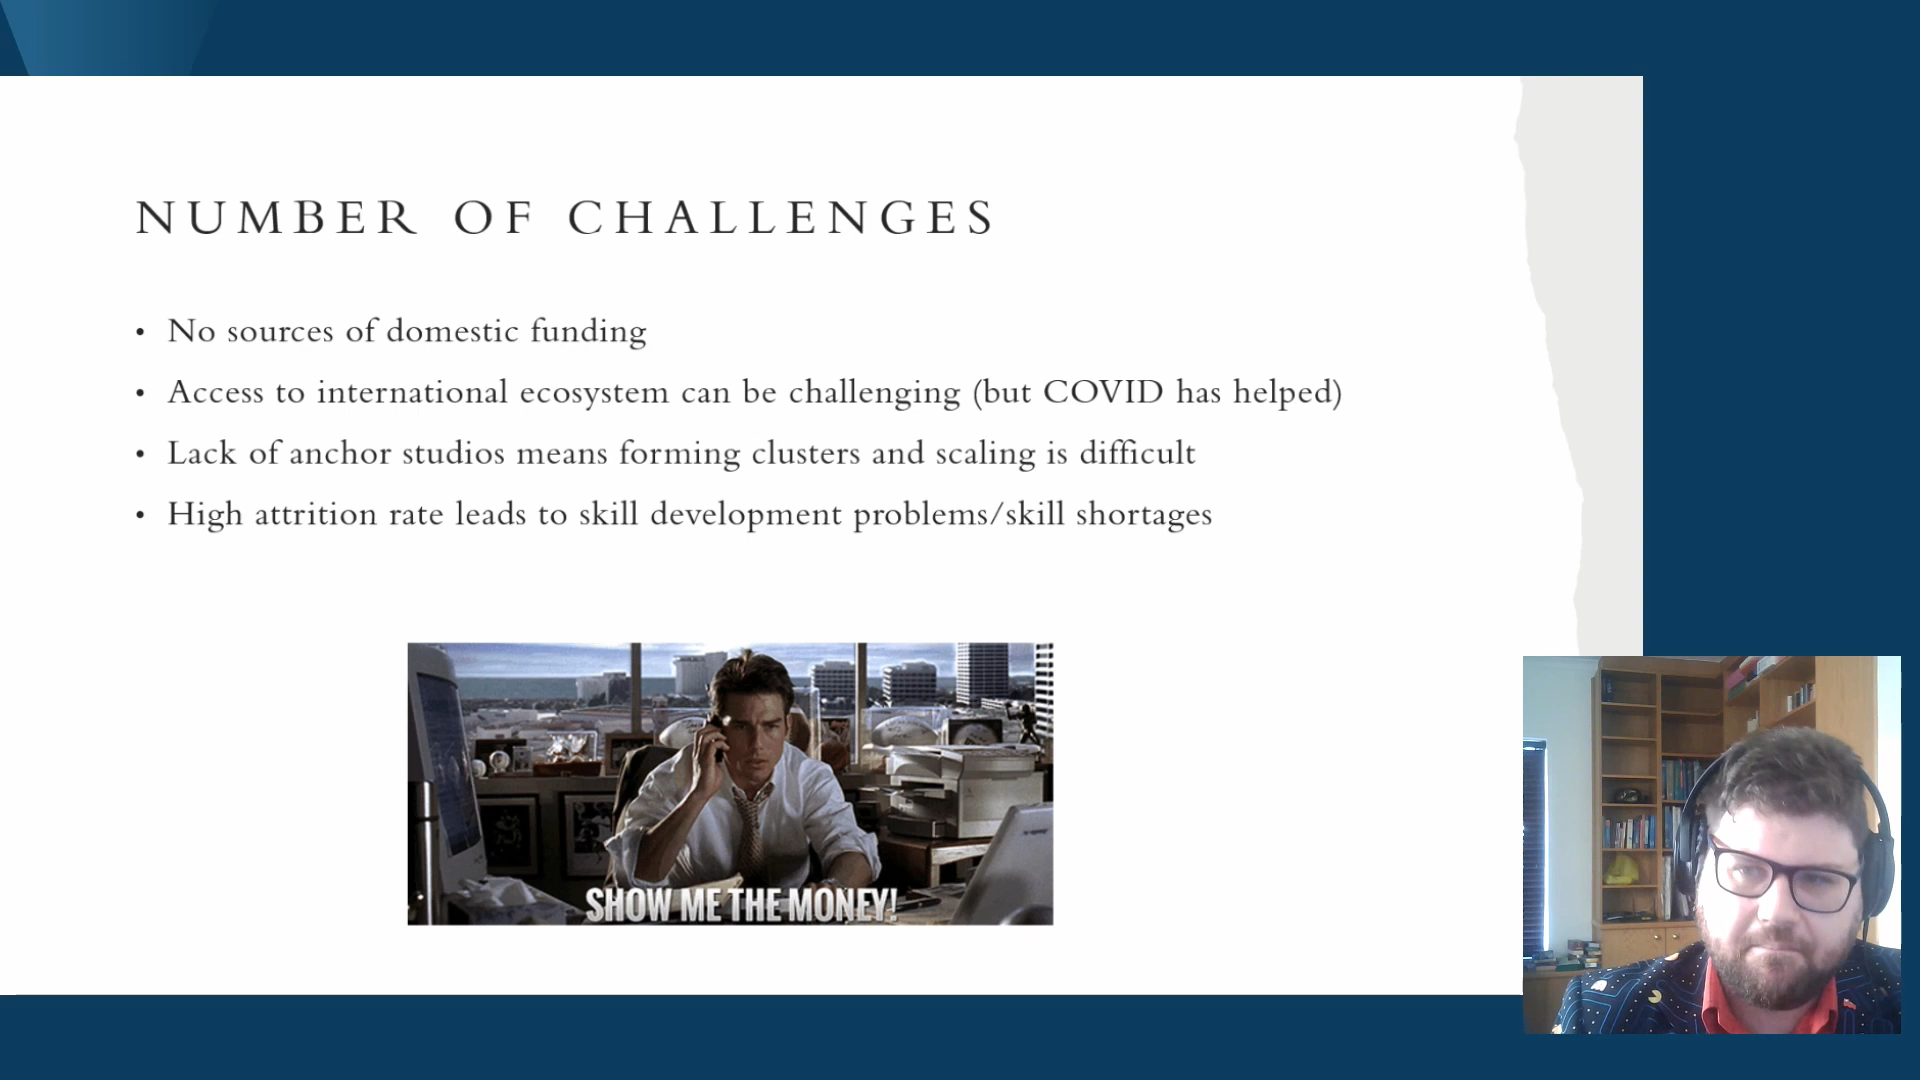 NUMBER OF CHALLENGES
• No sources of domestic funding
• Access to international ecosystem can be challenging (but COVID has helped)
• Lack of anchor studios means forming clusters and scaling is difficult
• High attrition rate leads to skill development problems/skill shortages
SHOW ME THE MONEY!